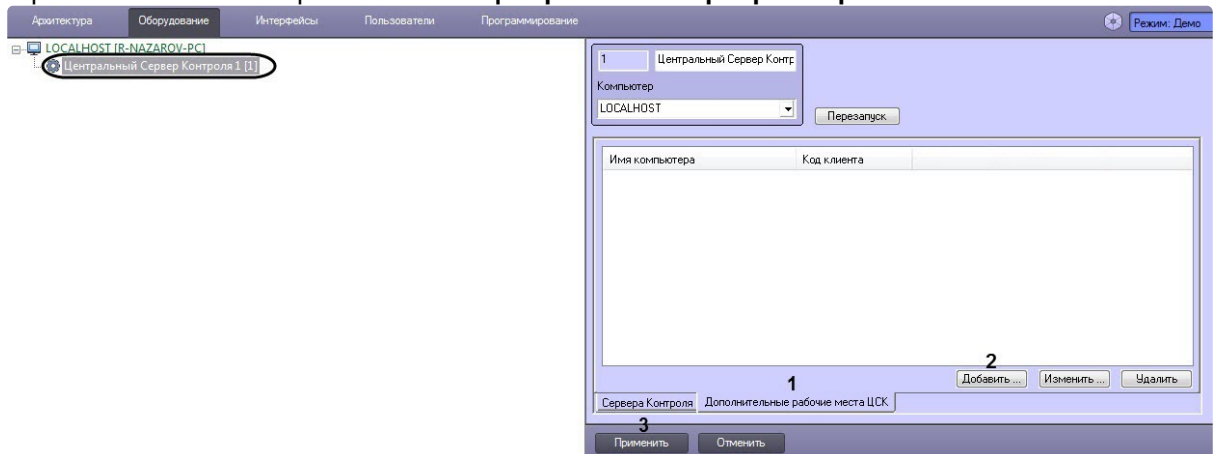 Архитектура Оборудование Интерфейсы Пользователи Программирование Режим: Демо
LOCALHOST [R-NAZAROV-PC]
Центральный Сервер Контроля 1 [1]
1 Центральный Сервер Контр
Компьютер
LOCALHOST
Перезапуск
Имя компьютера Код клиента
2
Добавить ... Изменить ... Удалить
1
Сервера Контроля Дополнительные рабочие места ЦСК
3
Применить Отменить